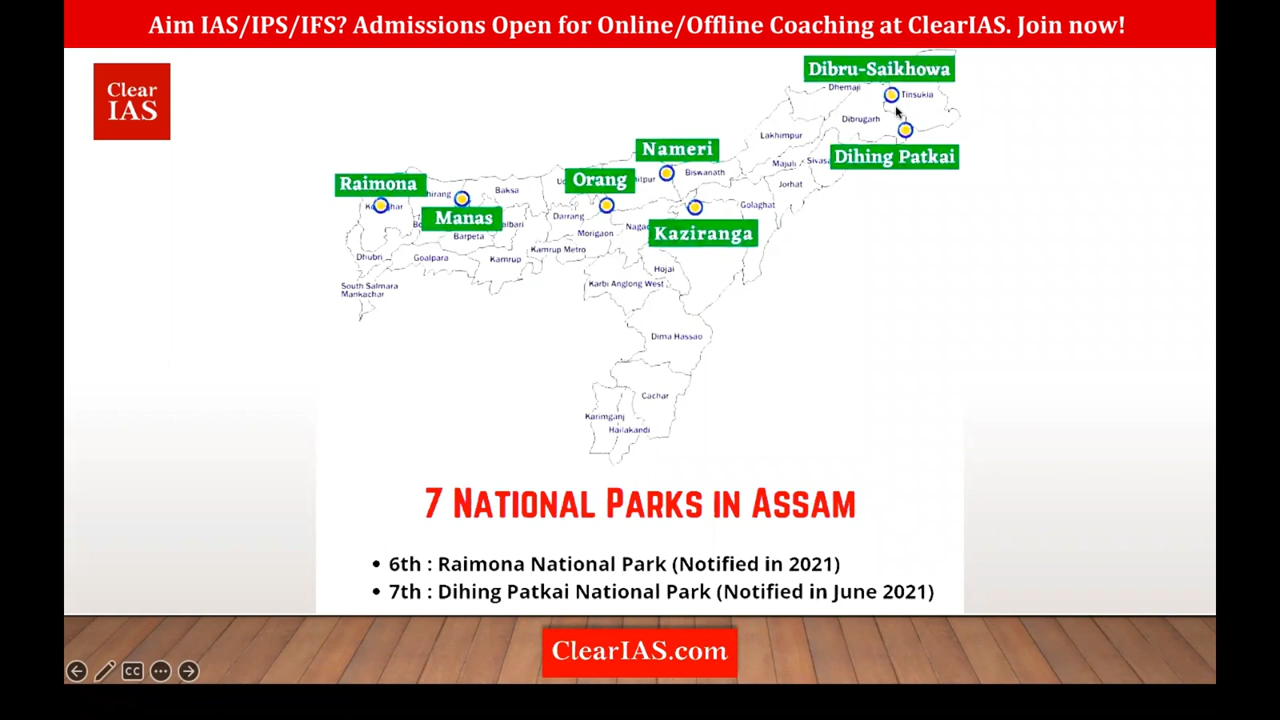 Aim IAS/IPS/IFS? Admissions Open for Online/Offline Coaching at ClearIAS. Join now!
Clear
IAS
Dibru-Saikhowa
Dhemaji
Tinsukia
Dibrugarh
Lakhimpur
Nameri
Dihing Patkai
Majuli
Biswanath
Orang
Raimona
Jorhat
Baksa
Golaghat
Manas
Darrang
Kaziranga
Morigaon
Barpeta
Kamrup Metro
Dhubri
Goalpara
Kamrup
Hojai
Karbi Anglong West
South Salmara
Mankachar
Dima Hassao
Cachar
Karimganj
Hailakandi
7 National Parks in Assam
• 6th : Raimona National Park (Notified in 2021)
• 7th : Dihing Patkai National Park (Notified in June 2021)
ClearIAS.com
CC